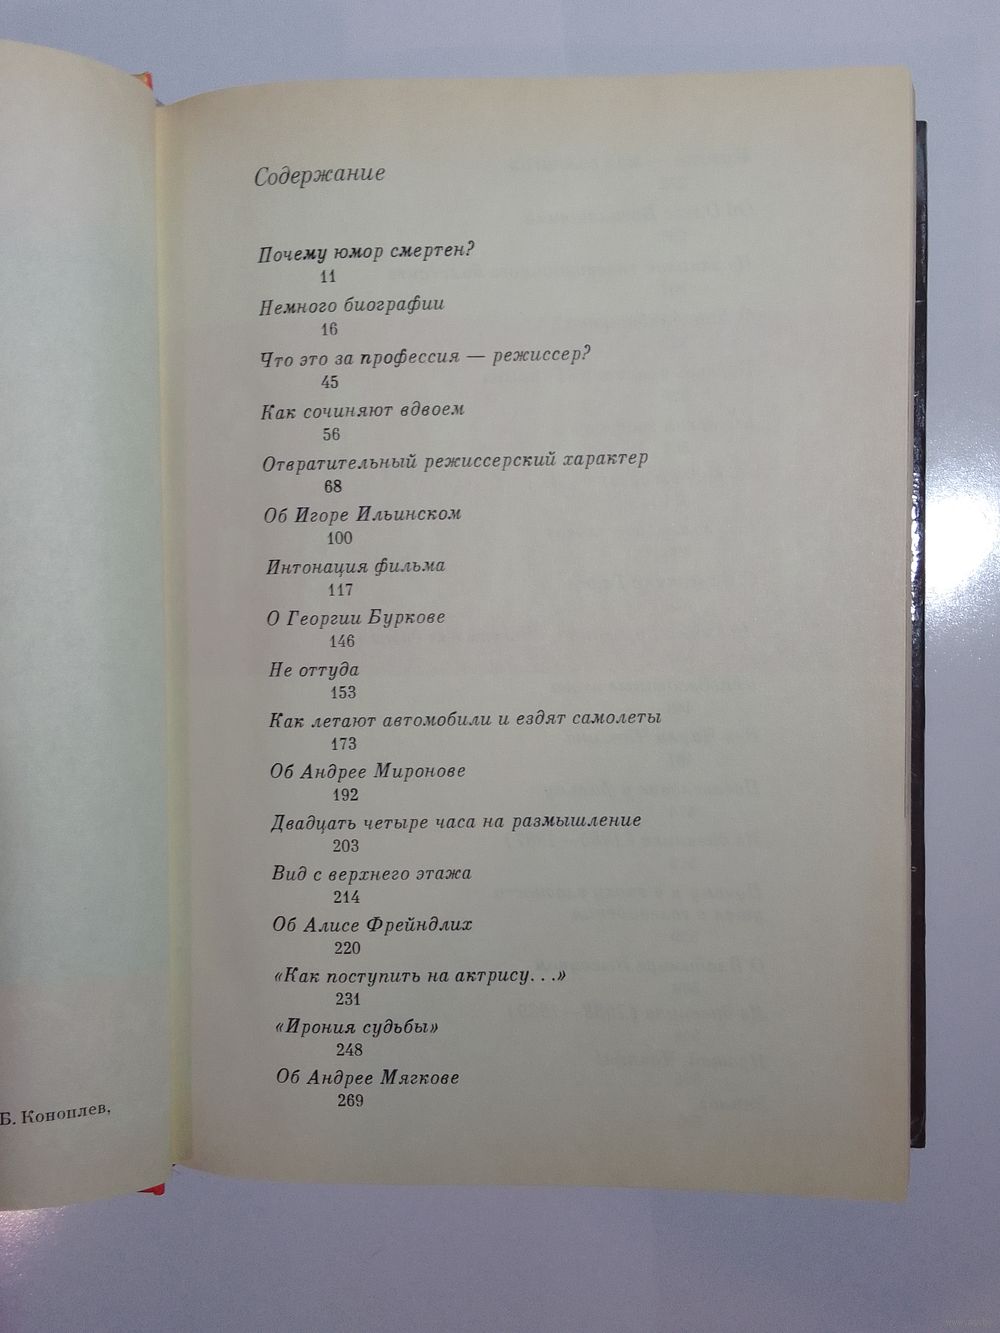 Содержание
Почему юмор смертен?
11
Немного биографии
16
Что это за профессия — режиссер?
45
Как сочиняют вдвоем
56
Отвратительный режиссерский характер
68
Об Игоре Ильинском
100
Интонация фильма
117
О Георгии Буркове
146
Не оттуда
153
Как летают автомобили и ездят самолеты
173
Об Андрее Миронове
192
Двадцать четыре часа на размышление
203
Вид с верхнего этажа
214
Об Алисе Фрейндлих
220
«Как поступить на актрису...»
231
«Ирония судьбы»
248
Об Андрее Мягкове
269
Б. Коноплев,